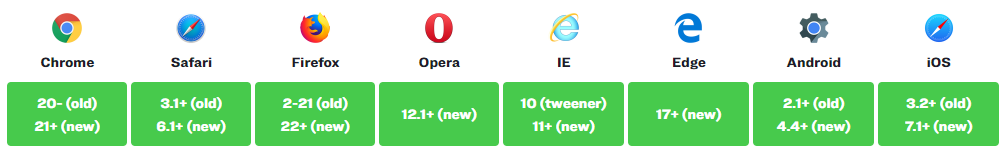 Chrome Safari Firefox Opera IE Edge Android iOS
20- (old) 3.1+ (old) 2-21 (old) 12.1+ (new) 10 (tweener) 17+ (new) 2.1+ (old) 3.2+ (old)
21+ (new) 6.1+ (new) 22+ (new) 11+ (new) 4.4+ (new) 7.1+ (new)